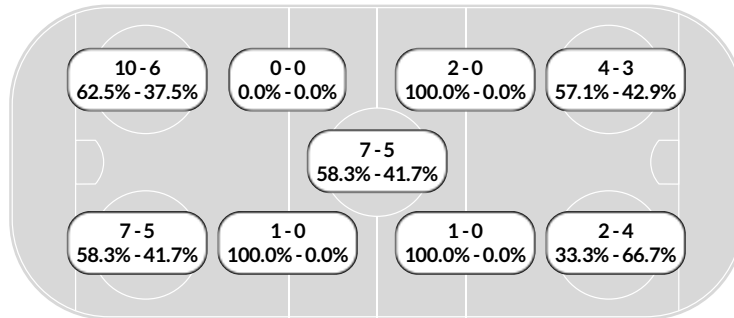 10 - 6
62.5% - 37.5%
0 - 0
0.0% - 0.0%
2 - 0
100.0% - 0.0%
4 - 3
57.1% - 42.9%
7 - 5
58.3% - 41.7%
7 - 5
58.3% - 41.7%
1 - 0
100.0% - 0.0%
1 - 0
100.0% - 0.0%
2 - 4
33.3% - 66.7%